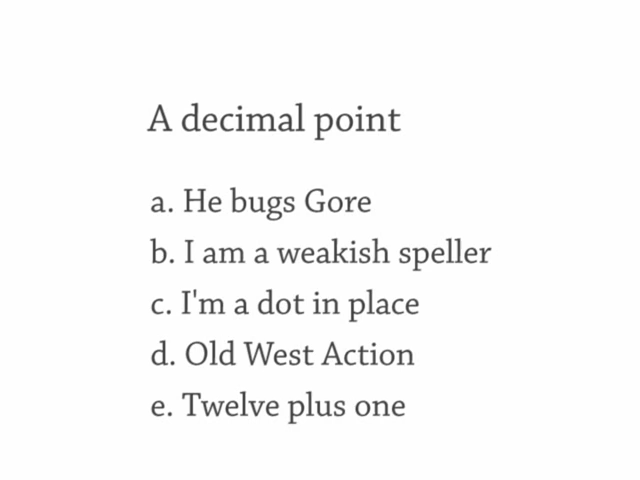 A decimal point
a. He bugs Gore
b. I am a weakish speller
c. I'm a dot in place
d. Old West Action
e. Twelve plus one